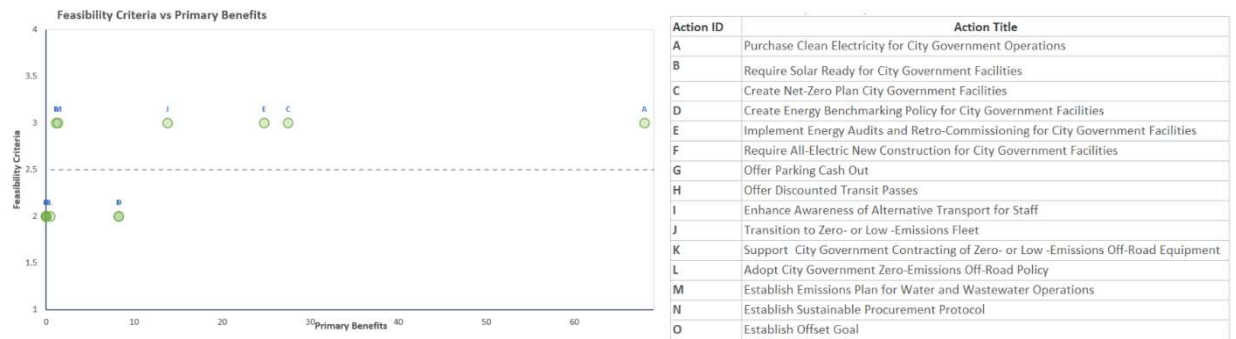 Feasibility Criteria vs Primary Benefits
4
3.5
3
2.5
2
1.5
1
Feasibility Criteria
M
J
E
C
A
L
D
0
10
20
30
40
50
60
Primary Benefits
Action ID Action Title
A Purchase Clean Electricity for City Government Operations
B Require Solar Ready for City Government Facilities
C Create Net-Zero Plan City Government Facilities
D Create Energy Benchmarking Policy for City Government Facilities
E Implement Energy Audits and Retro-Commissioning for City Government Facilities
F Require All-Electric New Construction for City Government Facilities
G Offer Parking Cash Out
H Offer Discounted Transit Passes
I Enhance Awareness of Alternative Transport for Staff
J Transition to Zero- or Low -Emissions Fleet
K Support City Government Contracting of Zero- or Low -Emissions Off-Road Equipment
L Adopt City Government Zero-Emissions Off-Road Policy
M Establish Emissions Plan for Water and Wastewater Operations
N Establish Sustainable Procurement Protocol
O Establish Offset Goal